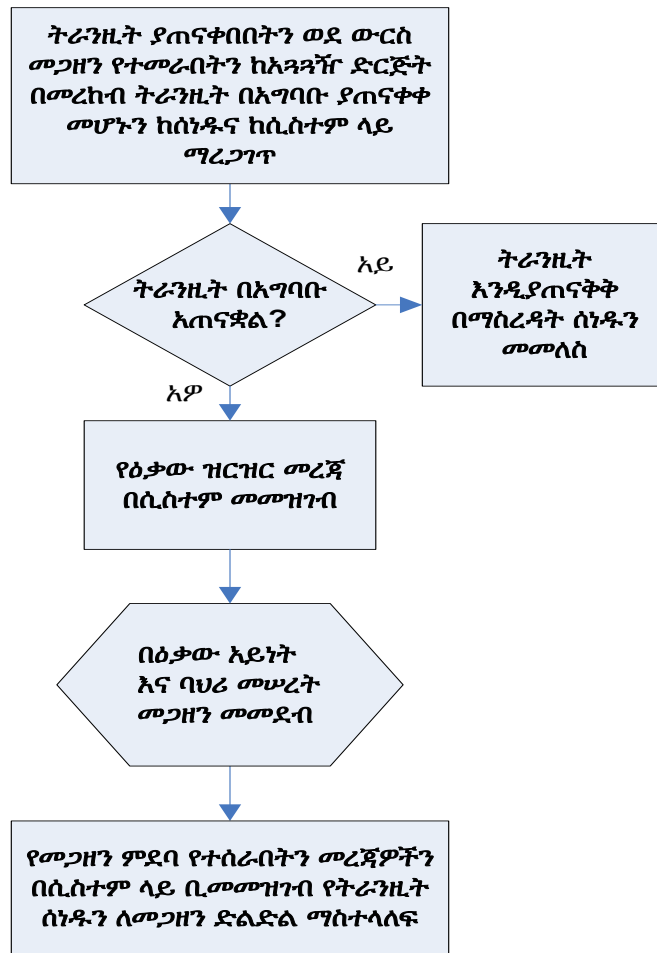 ትራንዚት ያጠናቀበበትን ወደ ውርስ
መጋዘን የተመራበትን ከአጓጓዥ ድርጅት
በመረከብ ትራንዚት በአግባቡ ያጠናቀቀ
መሆኑን ከሰነዱና ከሲስተም ላይ
ማረጋገጥ
ትራንዚት በአግባቡ
አጠናቋል?
አይ
ትራንዚት
እንዲያጠናቅቅ
በማስረዳት ሰነዱን
መመለስ
አዎ
የዕቃው ዝርዝር መረጃ
በሲስተም መመዝገብ
በዕቃው አይነት
እና ባህሪ መሠረት
መጋዘን መመደብ
የመጋዘን ምደባ የተሰራበትን መረጃዎችን
በሲስተም ላይ ቢመመዝገብ የትራንዚት
ሰነዱን ለመጋዘን ድልድል ማስተላለፍ